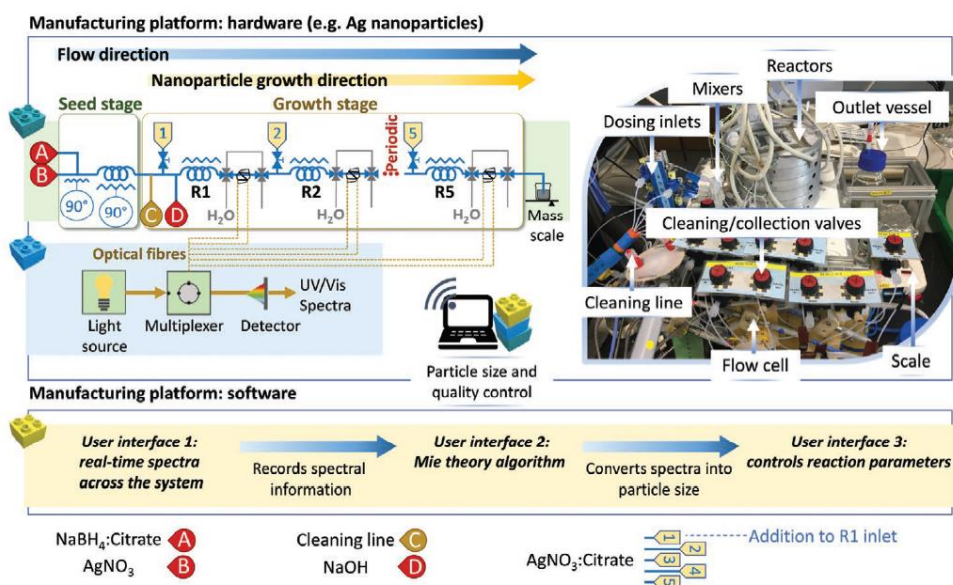 Manufacturing platform: hardware (e.g. Ag nanoparticles)
Flow direction
Nanoparticle growth direction
Seed stage
Growth stage
A
B
90°
90°
C
D
1
R1
H₂O
2
R2
H₂O
Periodic
5
R5
H₂O
Mass
scale
Optical fibres
Light
source
Multiplexer
Detector
UV/Vis
Spectra
Particle size and
quality control
Reactors
Mixers
Dosing inlets
Outlet vessel
Cleaning/collection valves
Cleaning line
Flow cell
Scale
Manufacturing platform: software
User interface 1:
real-time spectra
across the system
Records spectral
information
User interface 2:
Mie theory algorithm
Converts spectra into
particle size
User interface 3:
controls reaction parameters
NaBH₄:Citrate A
AgNO₃ B
Cleaning line C
NaOH D
AgNO₃:Citrate
1
2
3
4
5
Addition to R1 inlet